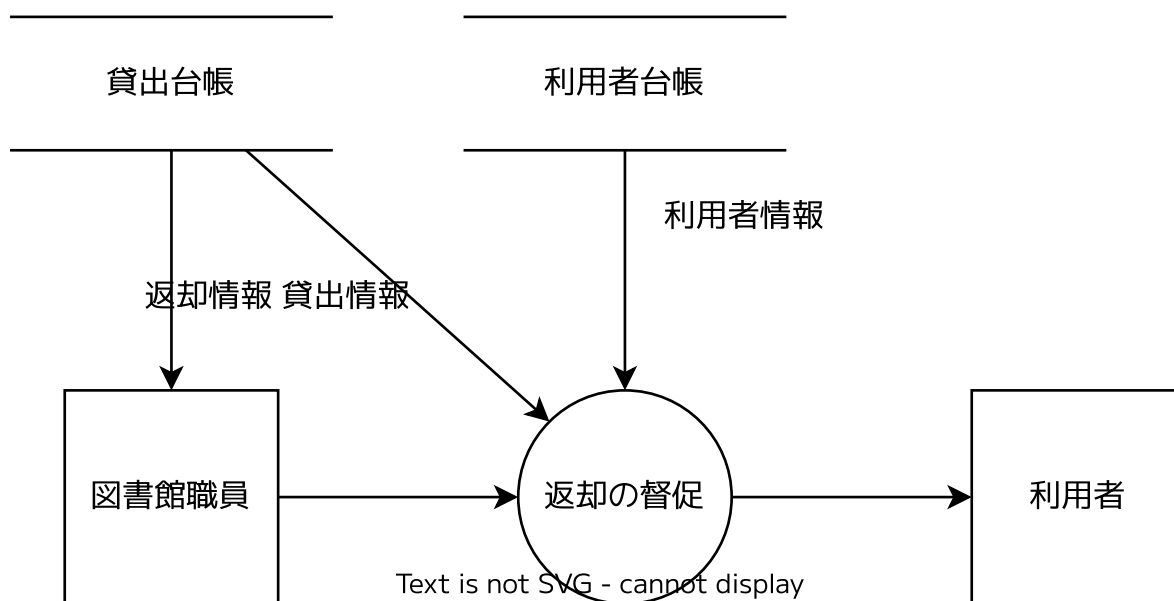 貸出台帳
利用者台帳
利用者情報
返却情報 貸出情報
図書館職員
返却の督促
利用者
Text is not SVG - cannot display